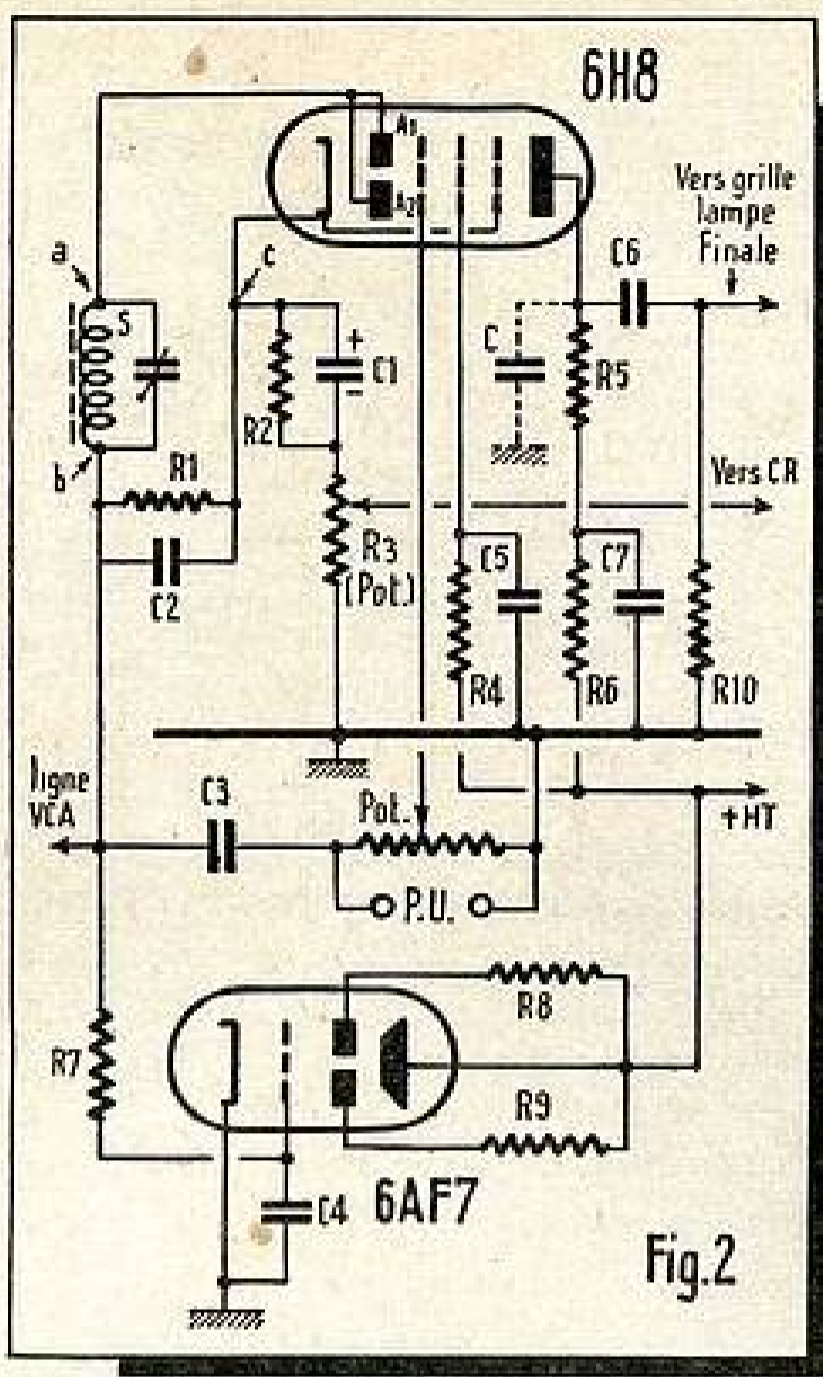 6H8
A1
A2
Vers grille
lampe
Finale
a
c
C6
S
+
-
C1
C
R5
R2
b
R1
Vers CR
R3
(Pot.)
C5
C7
C2
R4
R6
R10
ligne
VCA
C3
Pot.
+HT
P.U.
R8
R7
R9
C4
6AF7
Fig.2